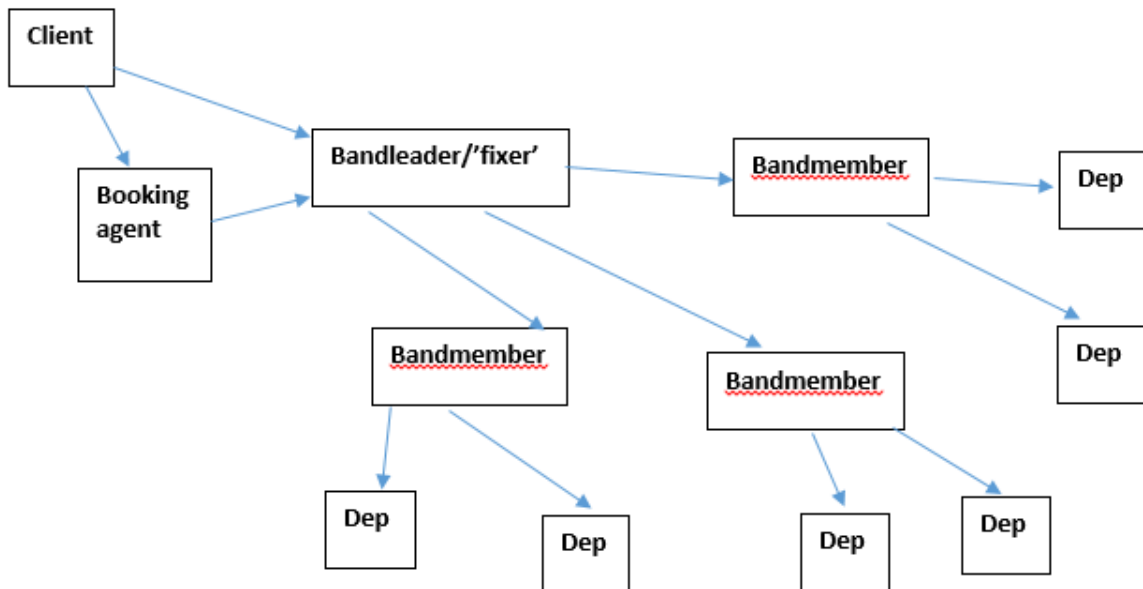 Client
Bandleader/'fixer'
Bandmember
Dep
Booking
agent
Dep
Bandmember
Bandmember
Dep
Dep
Dep
Dep